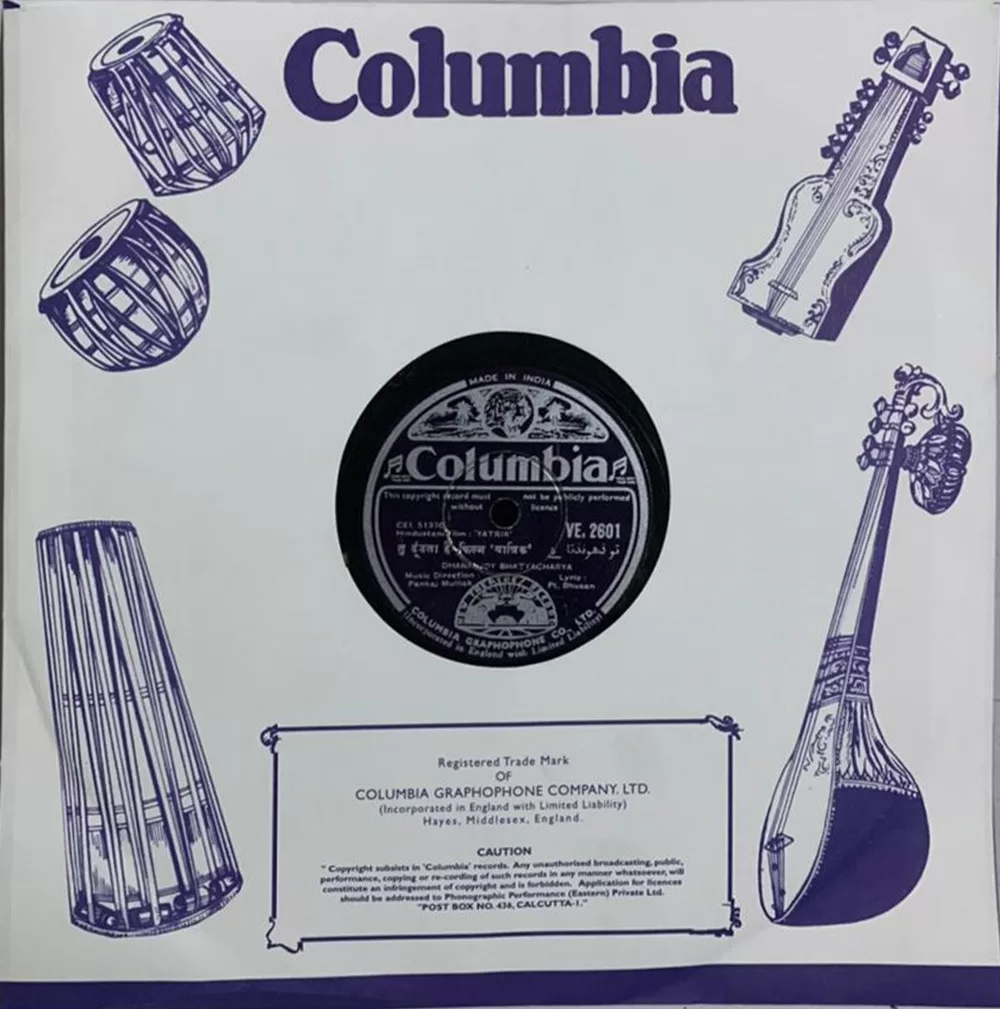 Columbia
MADE IN INDIA
Columbia
This copyright record must not be publicly performed
without licence
CEI. 51370
Hindustani Film : 'YATRIK'
VE. 2601
तु ढूँढता है-फिल्म 'यात्रिक'
تو ڈھونڈتا
DHANANJOY BHATTACHARYA
Music Direction :
Pankaj Mullick
Lyric :
Pt. Bhusan
COLUMBIA GRAPHOPHONE CO., LTD.
(Incorporated in England with Limited Liability)
Registered Trade Mark
OF
COLUMBIA GRAPHOPHONE COMPANY, LTD.
(Incorporated in England with Limited Liability)
Hayes, Middlesex, England.
CAUTION
"Copyright subsists in 'Columbia' records. Any unauthorised broadcasting, public,
performance, copying or re-cording of such records in any manner whatsoever, will
constitute an infringement of copyright and is forbidden. Application for licences
should be addressed to Phonographic Performance (Eastern) Private Ltd.
"POST BOX NO. 436, CALCUTTA-1."